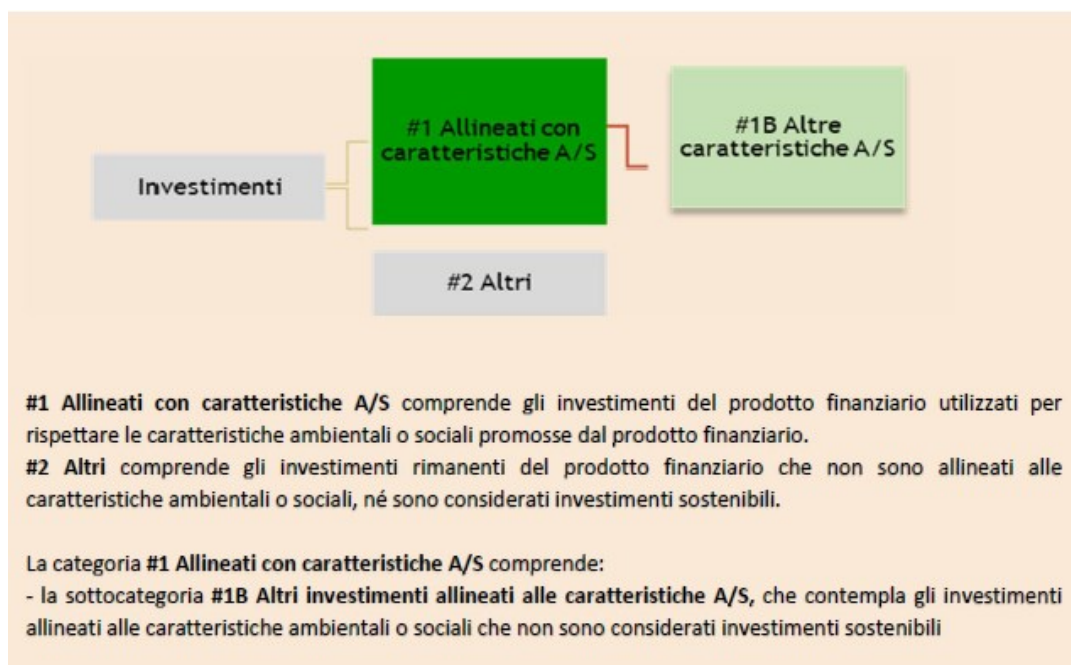 #1 Allineati con
caratteristiche A/S
#1B Altre
caratteristiche A/S
Investimenti
#2 Altri
#1 Allineati con caratteristiche A/S comprende gli investimenti del prodotto finanziario utilizzati per
rispettare le caratteristiche ambientali o sociali promosse dal prodotto finanziario.
#2 Altri comprende gli investimenti rimanenti del prodotto finanziario che non sono allineati alle
caratteristiche ambientali o sociali, né sono considerati investimenti sostenibili.
La categoria #1 Allineati con caratteristiche A/S comprende:
- la sottocategoria #1B Altri investimenti allineati alle caratteristiche A/S, che contempla gli investimenti
allineati alle caratteristiche ambientali o sociali che non sono considerati investimenti sostenibili